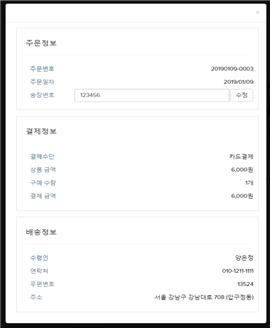 ×
주문정보
주문번호 20190109-0003
주문일자 2019/01/09
송장번호 123456 수정
결제정보
결제수단 카드결제
상품 금액 6,000원
구매 수량 1개
결제 금액 6,000원
배송정보
수령인 양은정
연락처 010-1211-1111
우편번호 13524
주소 서울 강남구 강남대로 708 (압구정동)